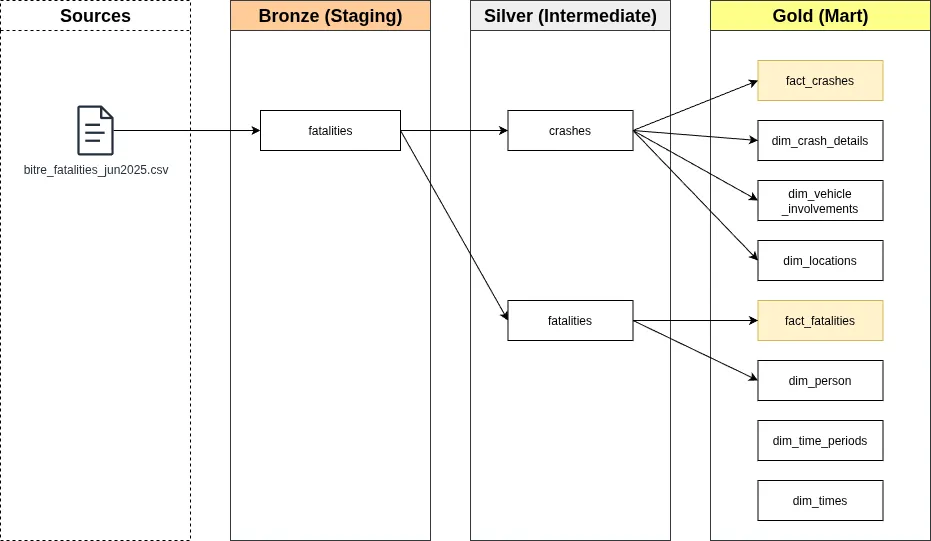 Sources
Bronze (Staging)
Silver (Intermediate)
Gold (Mart)
bitre_fatalities_jun2025.csv
fatalities
crashes
fatalities
fact_crashes
dim_crash_details
dim_vehicle
_involvements
dim_locations
fact_fatalities
dim_person
dim_time_periods
dim_times